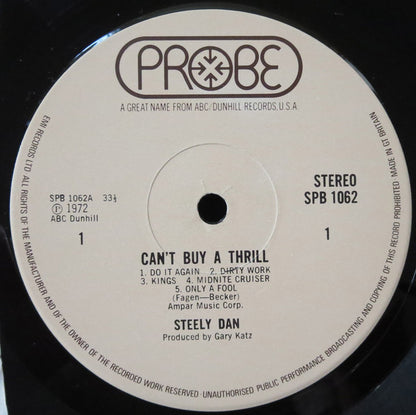 PROBE
A GREAT NAME FROM ABC/DUNHILL RECORDS, U.S.A
EMI RECORDS LTD ALL RIGHTS OF THE MANUFACTURER AND OF THE OWNER OF THE RECORDED WORK RESERVED · UNAUTHORISED PUBLIC PERFORMANCE BROADCASTING AND COPYING OF THIS RECORD PROHIBITED. MADE IN GT BRITAIN
SPB 1062A 33⅓
Ⓟ 1972
ABC Dunhill
1
STEREO
SPB 1062
1
CAN'T BUY A THRILL
1. DO IT AGAIN 2. DIRTY WORK
3. KINGS 4. MIDNITE CRUISER
5. ONLY A FOOL
(Fagen—Becker)
Ampar Music Corp.
STEELY DAN
Produced by Gary Katz